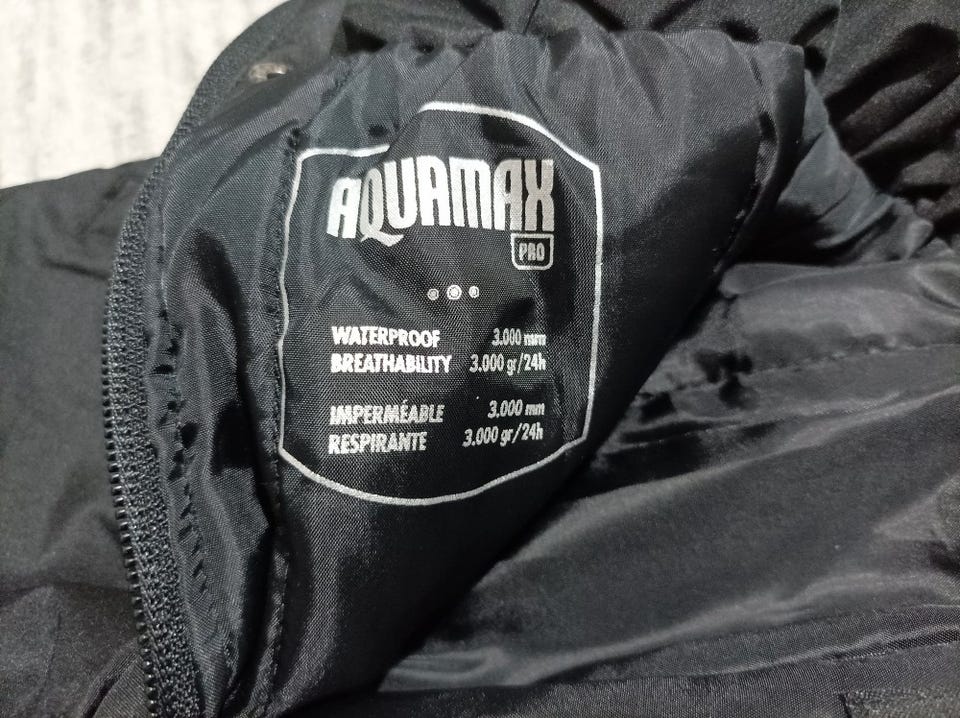 AQUAMAX
PRO
WATERPROOF 3.000 mm
BREATHABILITY 3.000 gr/24h
IMPERMÉABLE 3.000 mm
RESPIRANTE 3.000 gr/24h